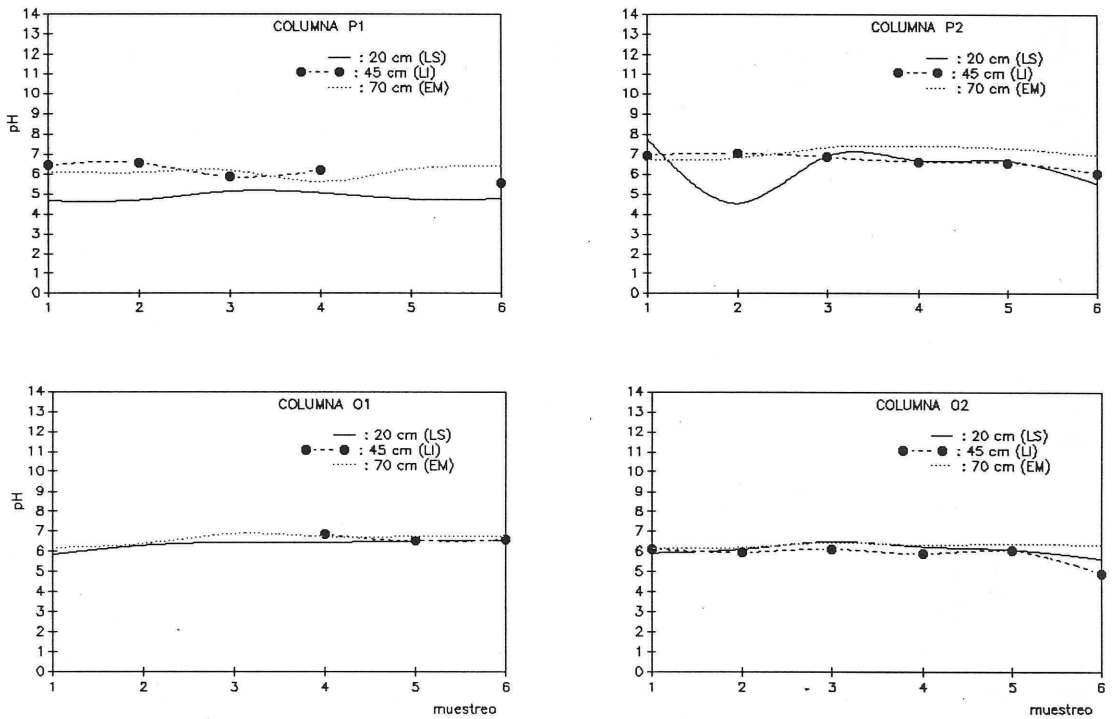 COLUMNA P1
: 20 cm (LS)
: 45 cm (LI)
: 70 cm (EM)
pH
14
13
12
11
10
9
8
7
6
5
4
3
2
1
0
1 2 3 4 5 6
COLUMNA P2
: 20 cm (LS)
: 45 cm (LI)
: 70 cm (EM)
14
13
12
11
10
9
8
7
6
5
4
3
2
1
0
1 2 3 4 5 6
COLUMNA O1
: 20 cm (LS)
: 45 cm (LI)
: 70 cm (EM)
pH
14
13
12
11
10
9
8
7
6
5
4
3
2
1
0
1 2 3 4 5 6
muestreo
COLUMNA O2
: 20 cm (LS)
: 45 cm (LI)
: 70 cm (EM)
14
13
12
11
10
9
8
7
6
5
4
3
2
1
0
1 2 3 4 5 6
muestreo